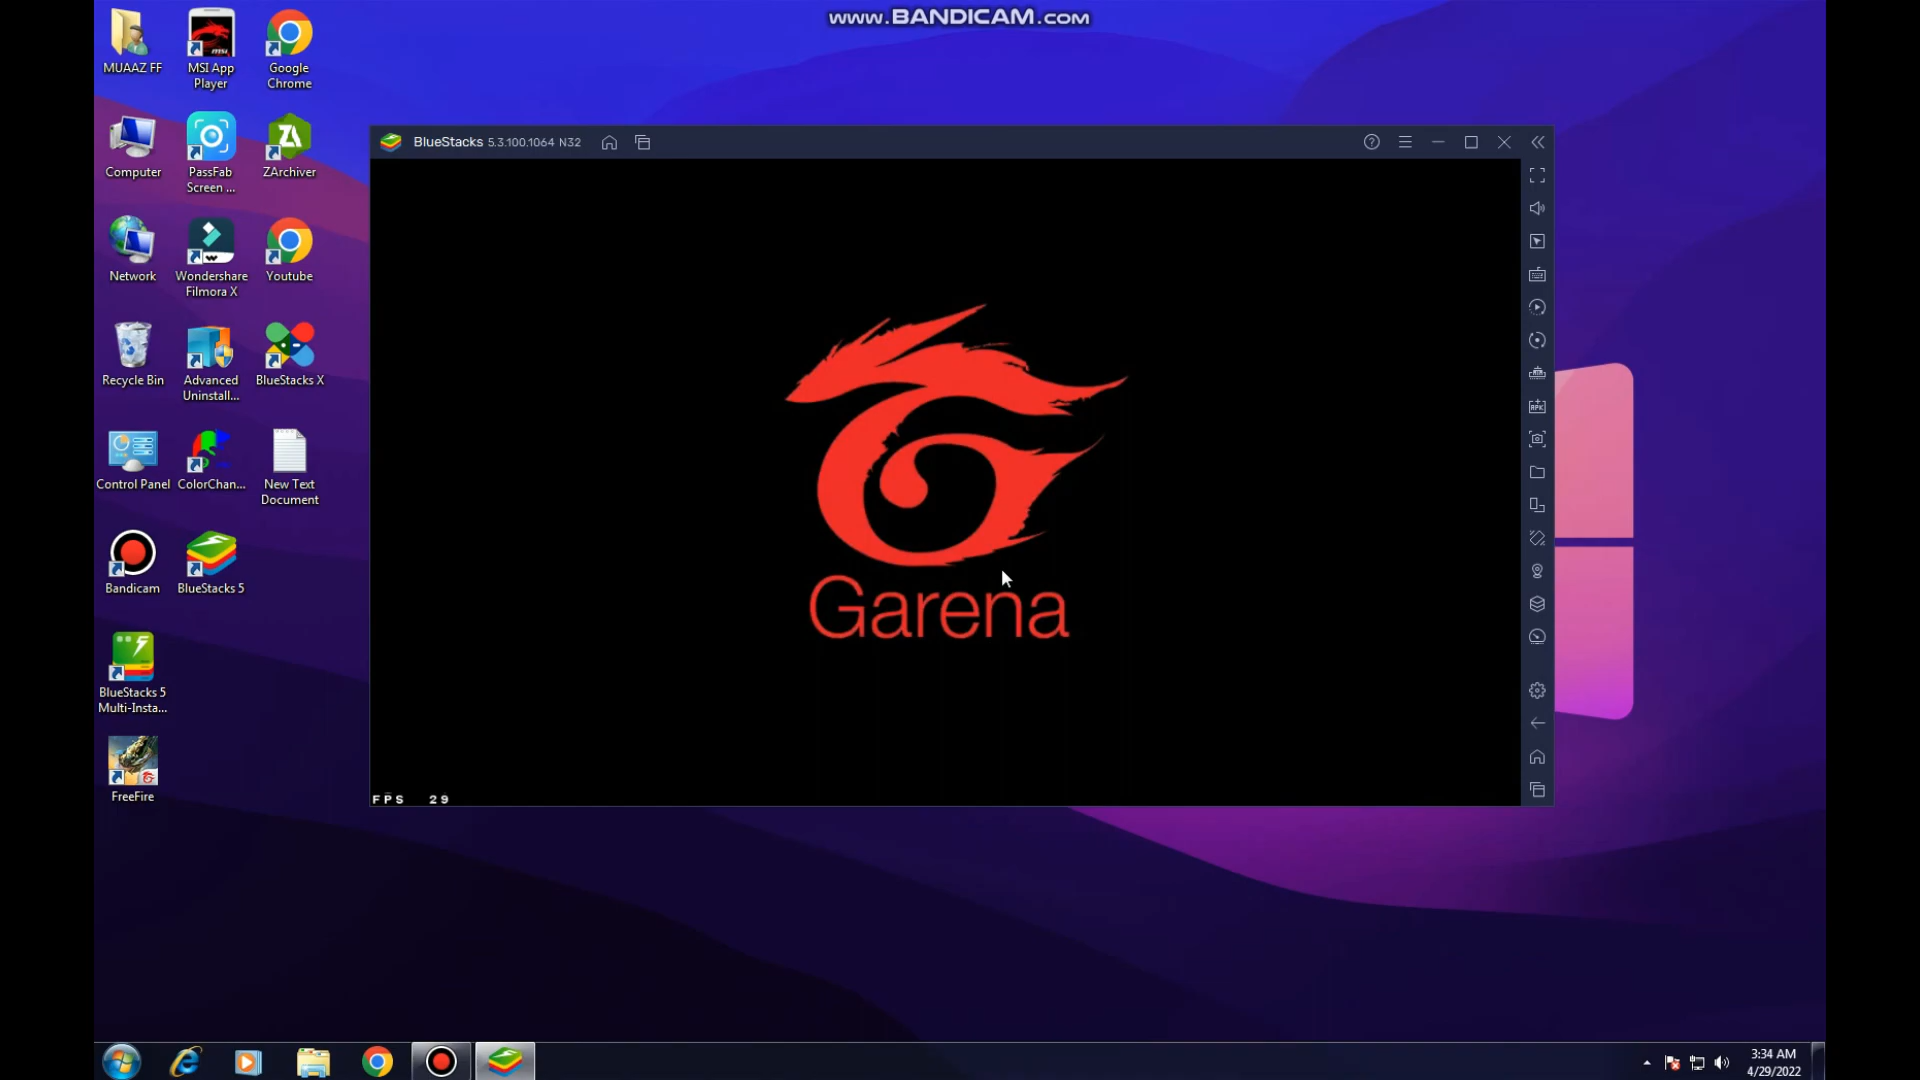 www.BANDICAM.com
MUAAZ FF
MSI App
Player
Google
Chrome
BlueStacks 5.3.100.1064 N32
Computer
PassFab
Screen ...
ZArchiver
Network
Wondershare
Filmora X
Youtube
Recycle Bin
Advanced
Uninstall...
BlueStacks X
Control Panel
ColorChan...
New Text
Document
Bandicam
BlueStacks 5
BlueStacks 5
Multi-Insta...
FreeFire
Garena
FPS 29
3:34 AM
4/29/2022